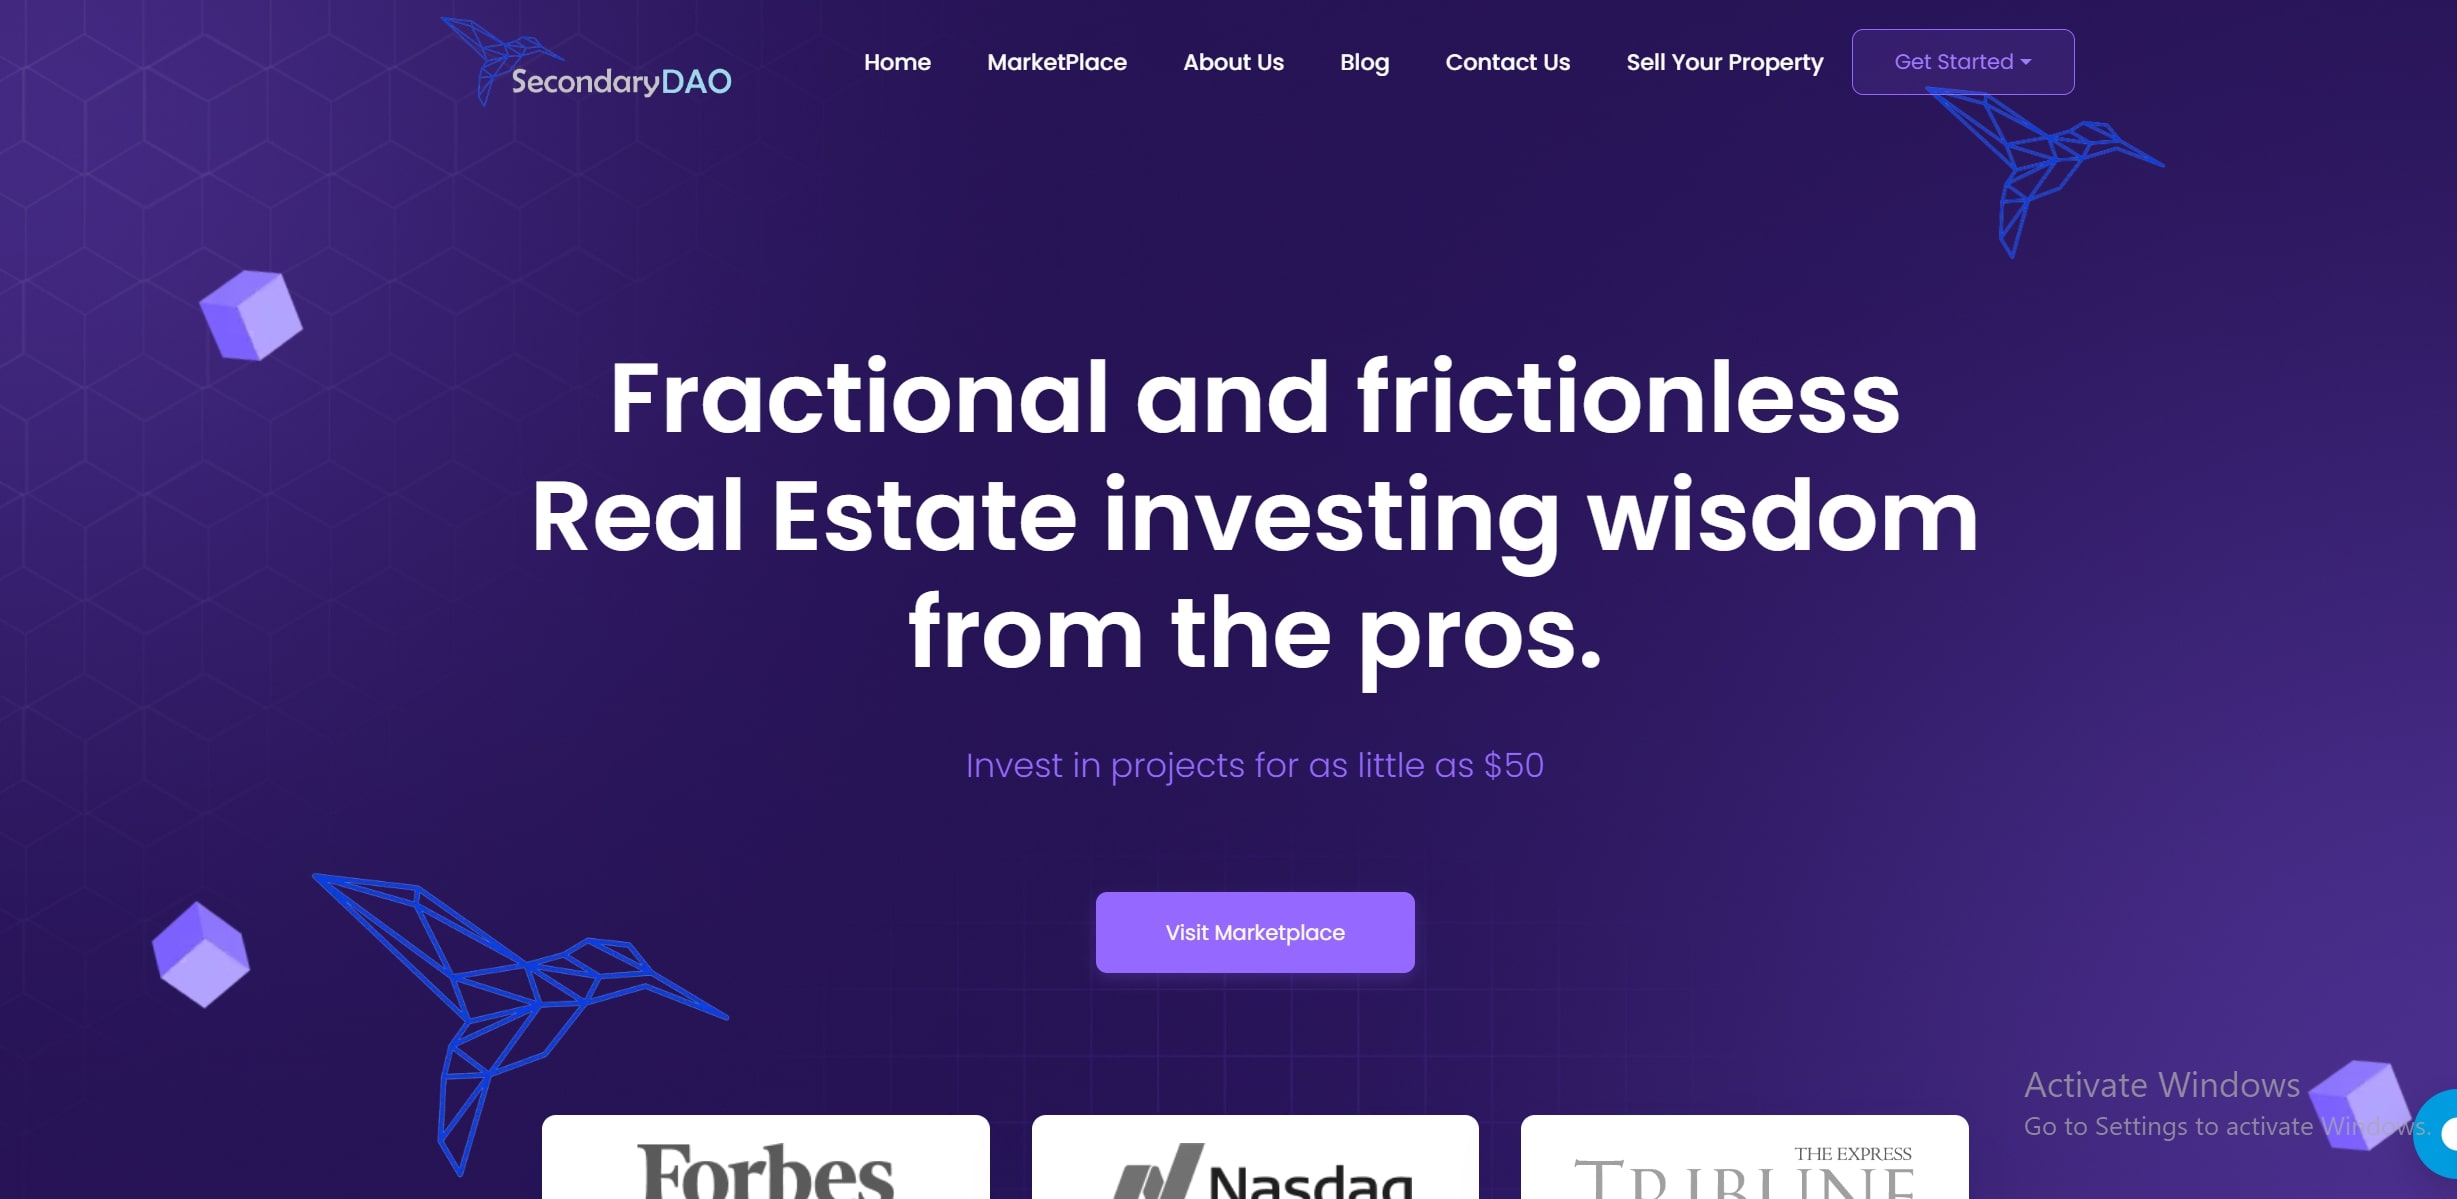 SecondaryDAO
Home
MarketPlace
About Us
Blog
Contact Us
Sell Your Property
Get Started
Fractional and frictionless
Real Estate investing wisdom
from the pros.
Invest in projects for as little as $50
Visit Marketplace
Activate Windows
Go to Settings to activate Windows.
Forbes
Nasdaq
THE EXPRESS
TRIBUNE